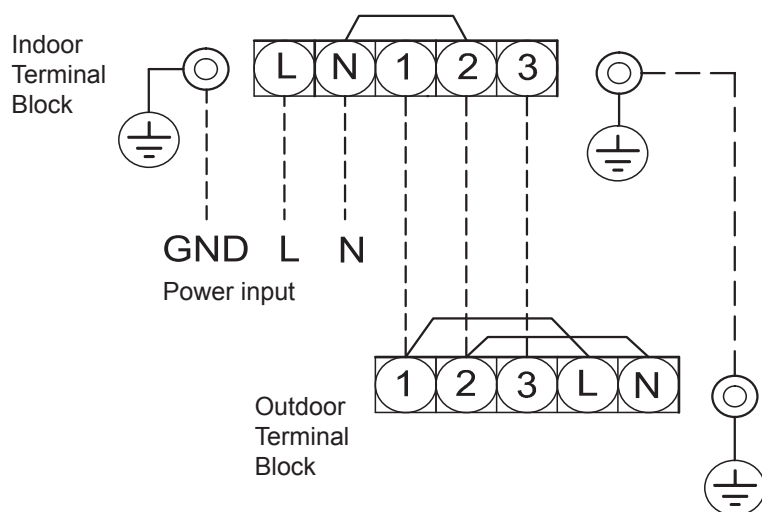 Indoor
Terminal
Block
L N 1 2 3
GND L N
Power input
1 2 3 L N
Outdoor
Terminal
Block